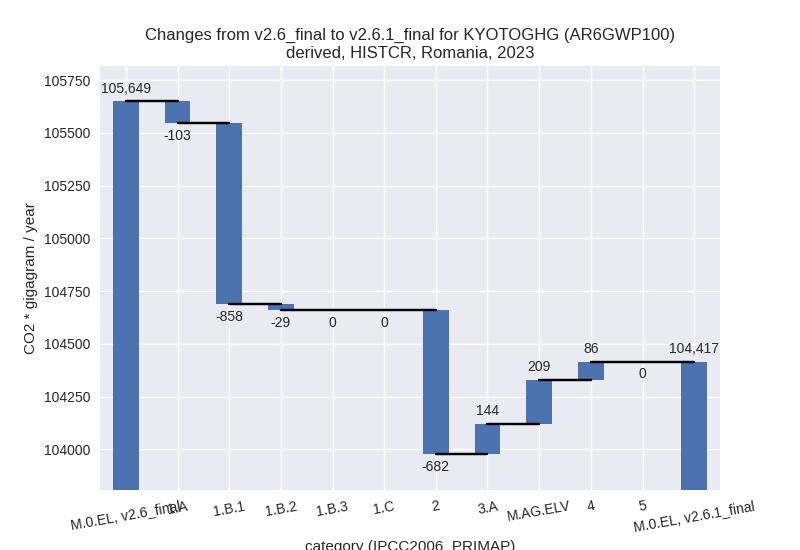 Changes from v2.6_final to v2.6.1_final for KYOTOGHG (AR6GWP100)
derived, HISTCR, Romania, 2023
CO2 * gigagram / year
105750
105500
105250
105000
104750
104500
104250
104000
105,649
-103
-858
-29
0
0
-682
144
209
86
0
104,417
M.0.EL, v2.6_final
1.A
1.B.1
1.B.2
1.B.3
1.C
2
3.A
M.AG.ELV
4
5
M.0.EL, v2.6.1_final
category (IPCC2006_PRIMAP)